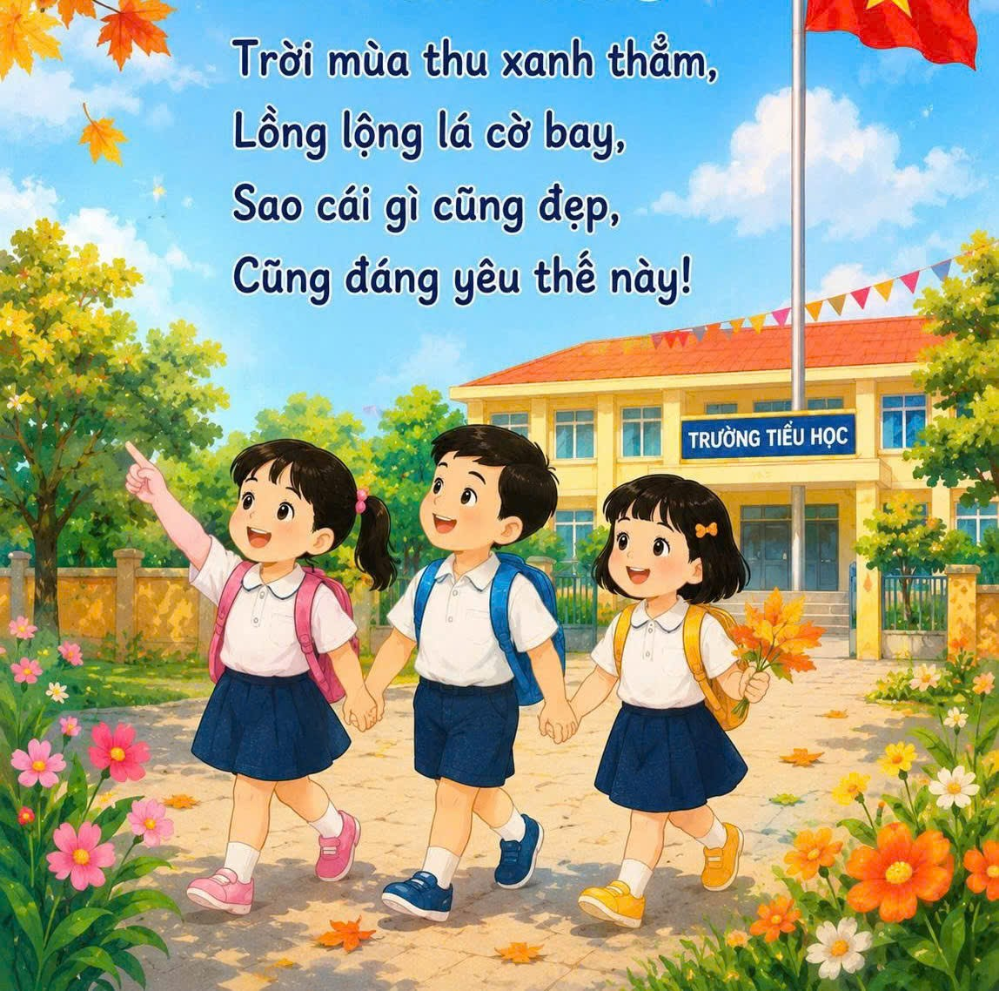 Trời mùa thu xanh thẳm,
Lồng lộng lá cờ bay,
Sao cái gì cũng đẹp,
Cũng đáng yêu thế này!
TRƯỜNG TIỂU HỌC